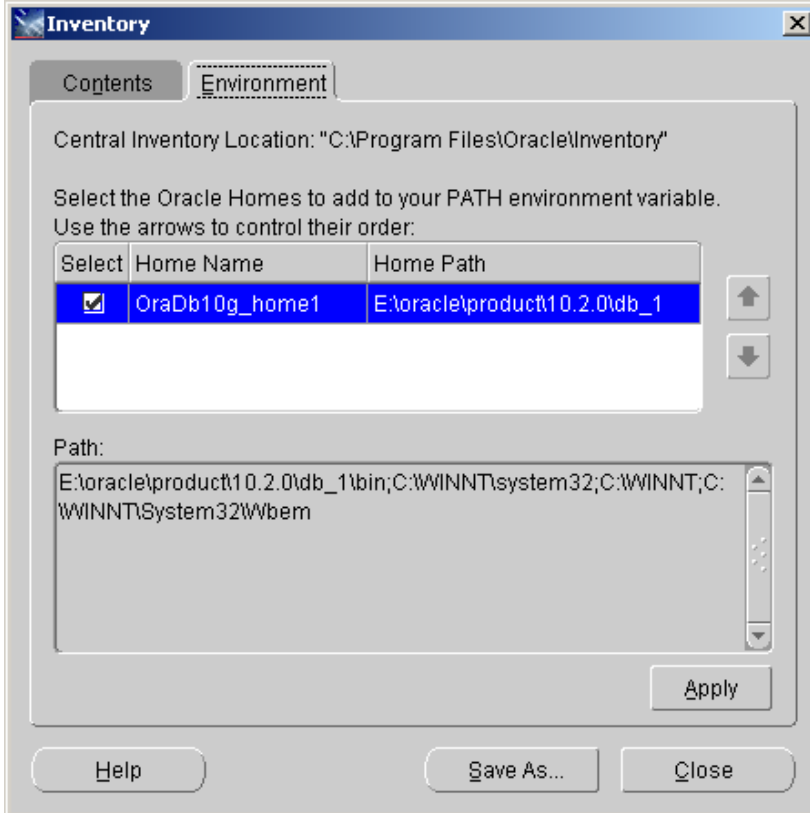 Inventory
Contents
Environment
Central Inventory Location: "C:\Program Files\Oracle\Inventory"
Select the Oracle Homes to add to your PATH environment variable.
Use the arrows to control their order:
Select Home Name Home Path
OraDb10g_home1 E:\oracle\product\10.2.0\db_1
Path:
E:\oracle\product\10.2.0\db_1\bin;C:\WINNT\system32;C:\WINNT;C:
\WINNT\System32\Wbem
Apply
Help
Save As...
Close